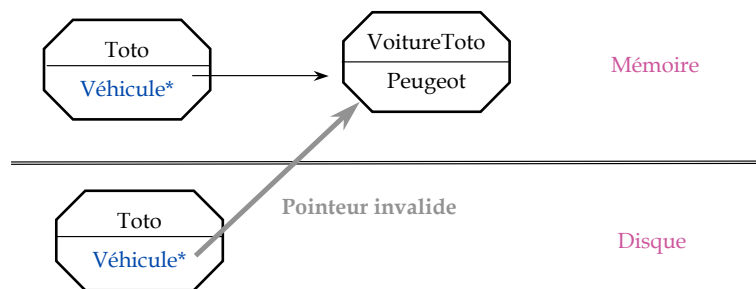 Toto
Véhicule*
VoitureToto
Peugeot
Mémoire
Pointeur invalide
Toto
Véhicule*
Disque